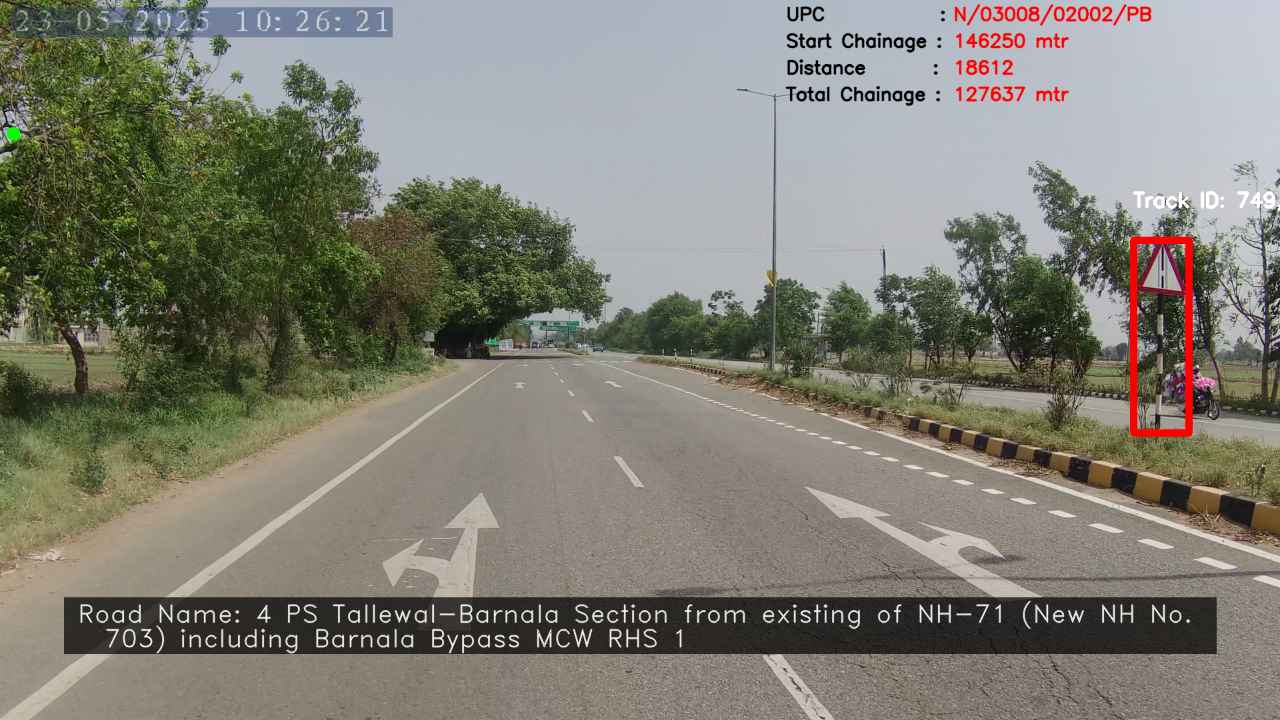 23-05-2025 10:26:21
UPC : N/03008/02002/PB
Start Chainage : 146250 mtr
Distance : 18612
Total Chainage : 127637 mtr
Track ID: 749,
Road Name: 4 PS Tallewal-Barnala Section from existing of NH-71 (New NH No.
703) including Barnala Bypass MCW RHS 1